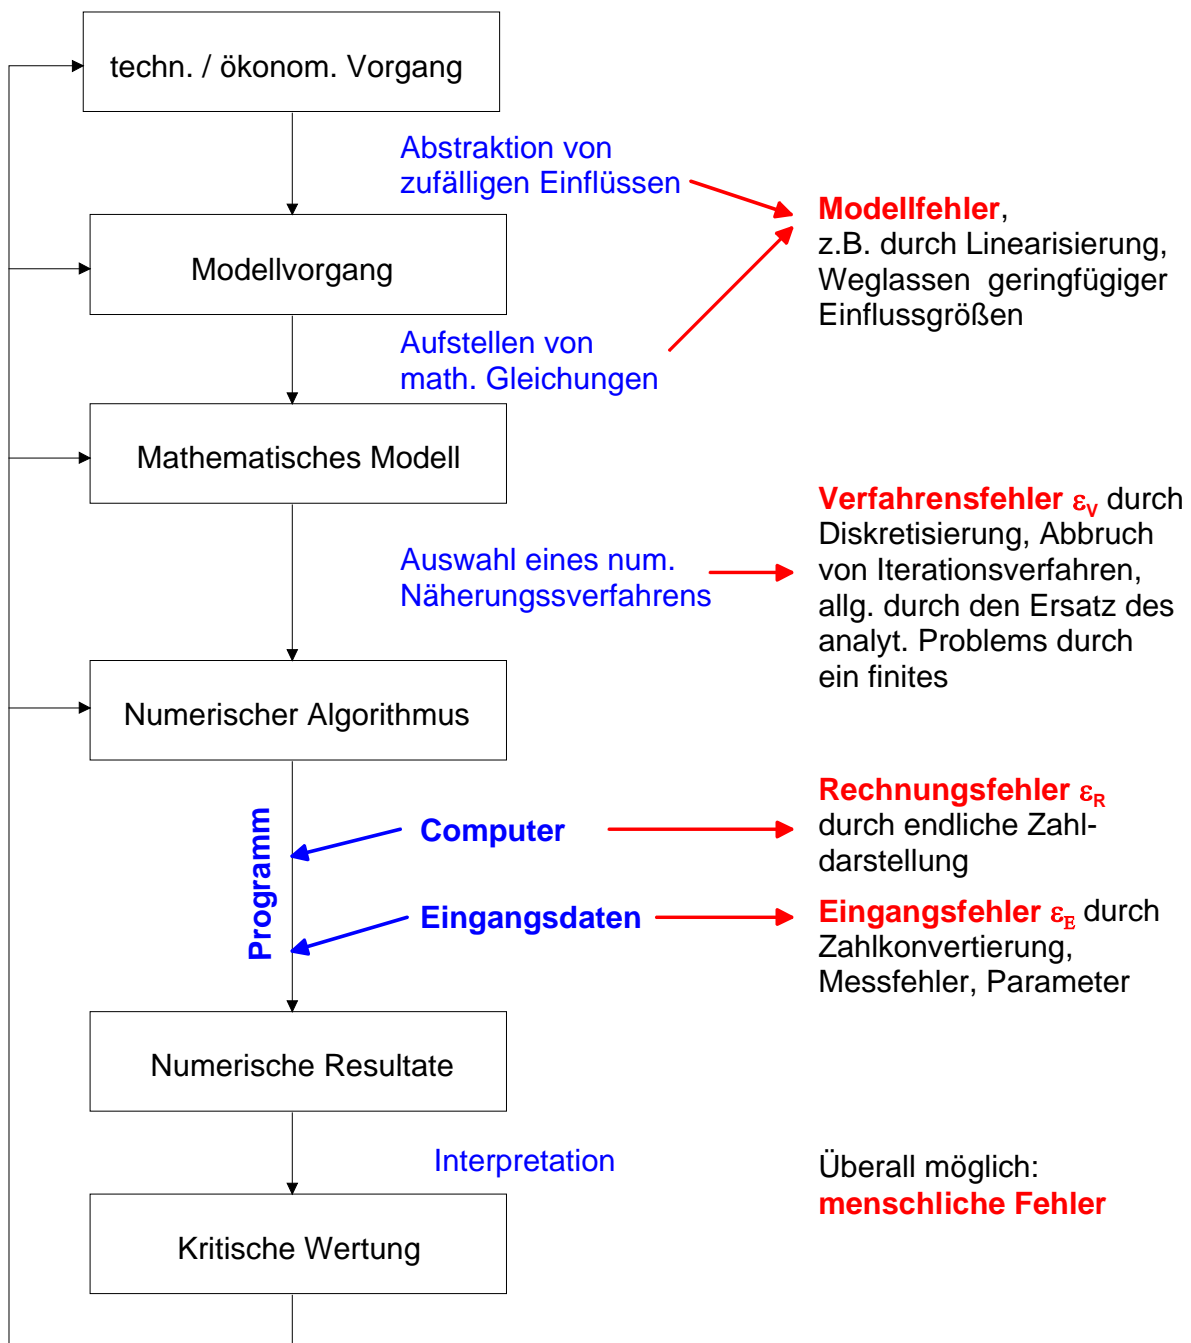 techn. / ökonom. Vorgang
Abstraktion von
zufälligen Einflüssen
Modellfehler,
z.B. durch Linearisierung,
Weglassen geringfügiger
Einflussgrößen
Modellvorgang
Aufstellen von
math. Gleichungen
Mathematisches Modell
Verfahrensfehler εV durch
Diskretisierung, Abbruch
von Iterationsverfahren,
allg. durch den Ersatz des
analyt. Problems durch
ein finites
Auswahl eines num.
Näherungssverfahrens
Numerischer Algorithmus
Programm
Computer
Rechnungsfehler εR
durch endliche Zahl-
darstellung
Eingangsdaten
Eingangsfehler εE durch
Zahlkonvertierung,
Messfehler, Parameter
Numerische Resultate
Interpretation
Überall möglich:
menschliche Fehler
Kritische Wertung